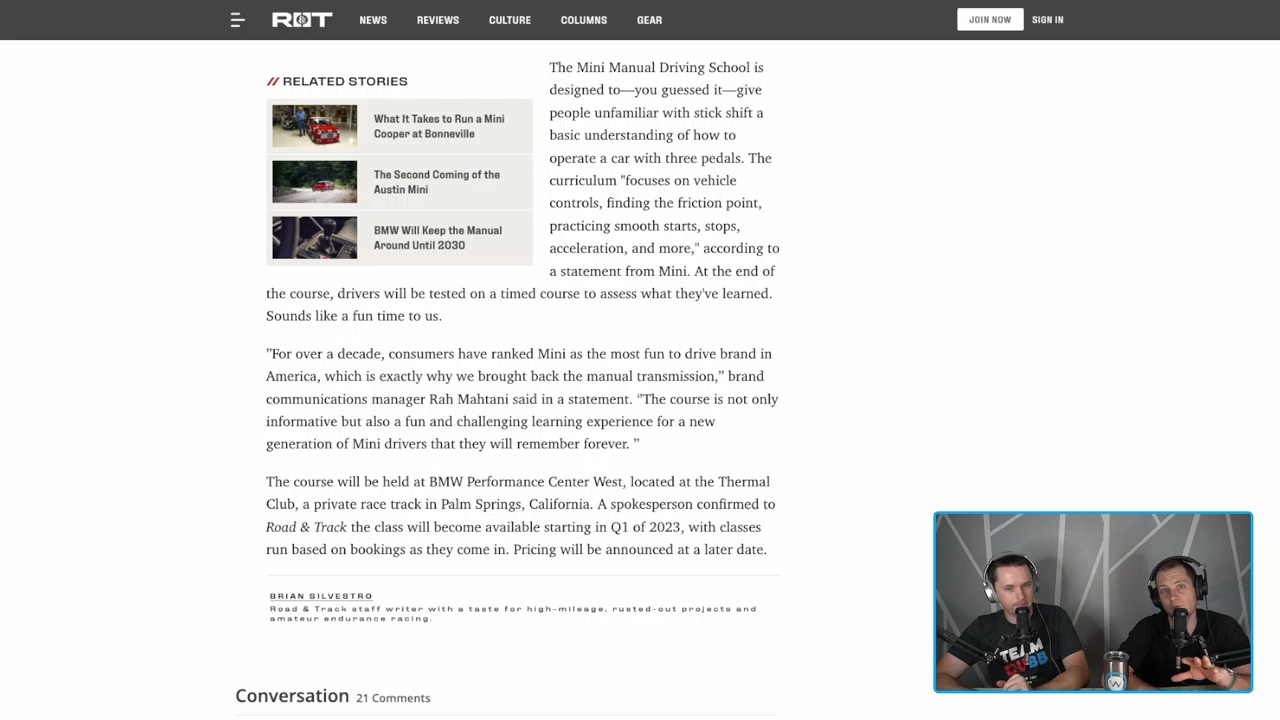 R&T
NEWS
REVIEWS
CULTURE
COLUMNS
GEAR
JOIN NOW
SIGN IN
// RELATED STORIES
What It Takes to Run a Mini
Cooper at Bonneville
The Second Coming of the
Austin Mini
BMW Will Keep the Manual
Around Until 2030
The Mini Manual Driving School is
designed to—you guessed it—give
people unfamiliar with stick shift a
basic understanding of how to
operate a car with three pedals. The
curriculum "focuses on vehicle
controls, finding the friction point,
practicing smooth starts, stops,
acceleration, and more," according to
a statement from Mini. At the end of
the course, drivers will be tested on a timed course to assess what they've learned.
Sounds like a fun time to us.
”For over a decade, consumers have ranked Mini as the most fun to drive brand in
America, which is exactly why we brought back the manual transmission,” brand
communications manager Rah Mahtani said in a statement. “The course is not only
informative but also a fun and challenging learning experience for a new
generation of Mini drivers that they will remember forever. ”
The course will be held at BMW Performance Center West, located at the Thermal
Club, a private race track in Palm Springs, California. A spokesperson confirmed to
Road & Track the class will become available starting in Q1 of 2023, with classes
run based on bookings as they come in. Pricing will be announced at a later date.
BRIAN SILVESTRO
Road & Track staff writer with a taste for high-mileage, rusted-out projects and
amateur endurance racing.
Conversation 21 Comments
TEAM